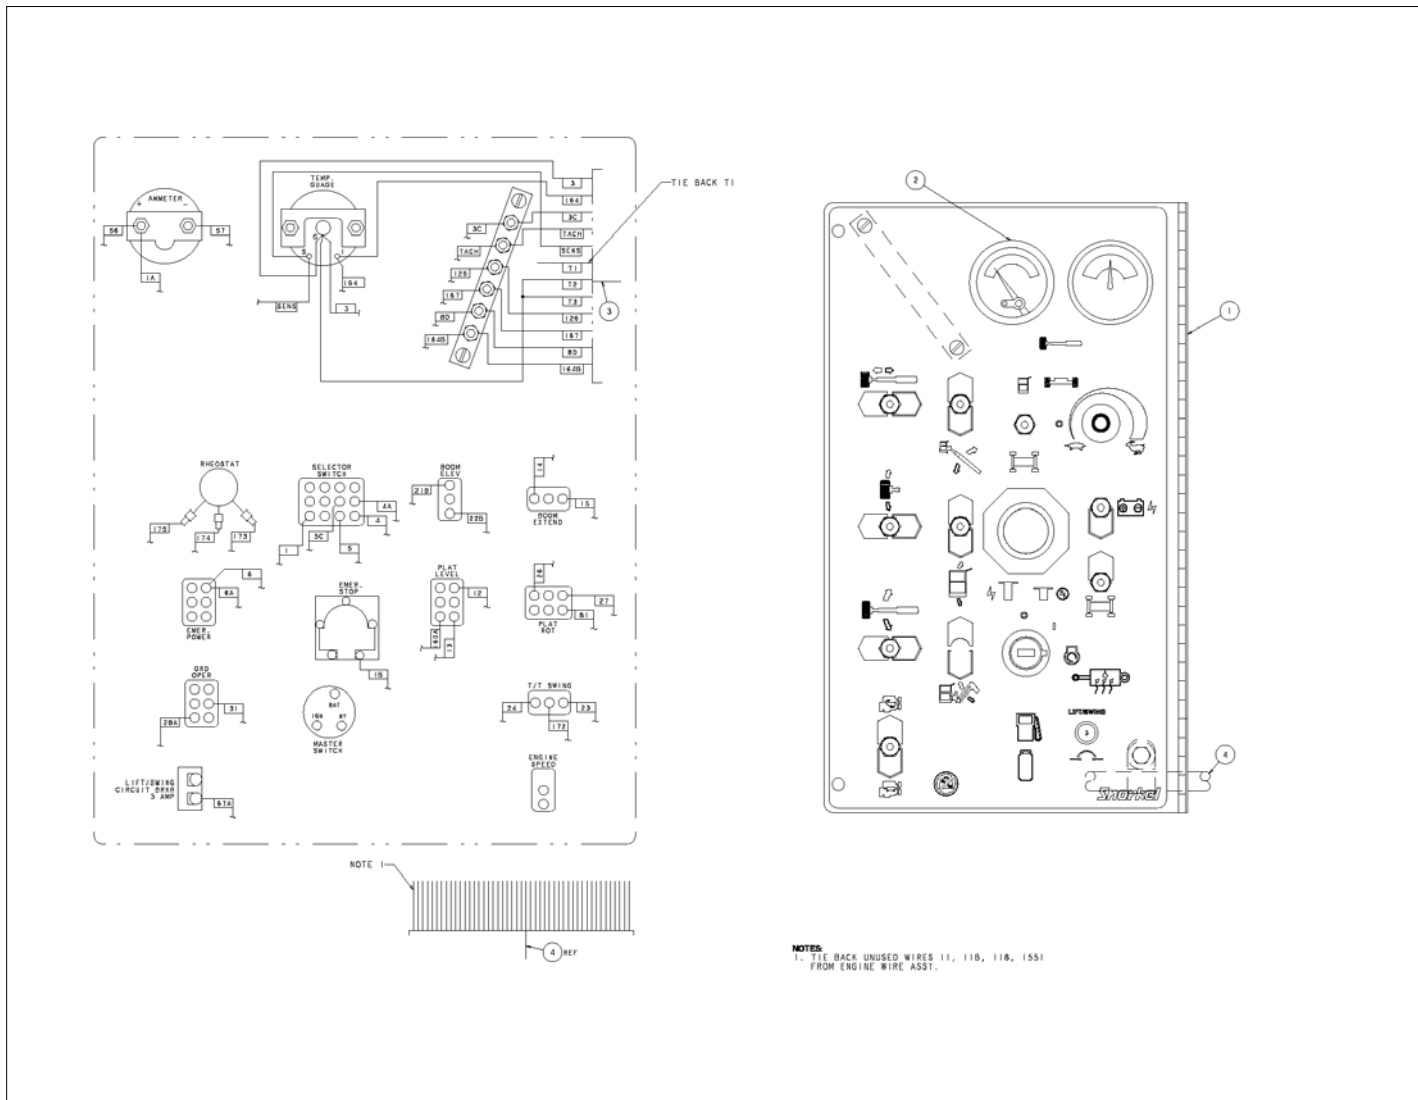 TIE BACK T1
TEMP.
GUAGE
AMMETER
+ -
56
57
1A
S
I
SENS
3
164
3C
TACH
128
167
8D
164B
3
164
3C
TACH
SENS
T1
T2
T3
126
167
8D
164B
3
RHEOSTAT
175
174
173
SELECTOR
SWITCH
4A
4
1
5C
5
BOOM
ELEV
21B
22B
14
15
BOOM
EXTEND
6
6A
EMER.
POWER
EMER.
STOP
15
PLAT
LEVEL
12
160A
13
28
27
81
PLAT
ROT
GRD
OPER
31
28A
BAT
IGN
MASTER
SWITCH
T/T SWING
24
23
172
ENGINE
SPEED
LIFT/SWING
CIRCUIT BRKR
3 AMP
67A
NOTE 1
4 REF
2
1
LIFT/SWING
3
4
Snorkel
NOTES:
1. TIE BACK UNUSED WIRES 11, 11B, 118, 1551
FROM ENGINE WIRE ASST.